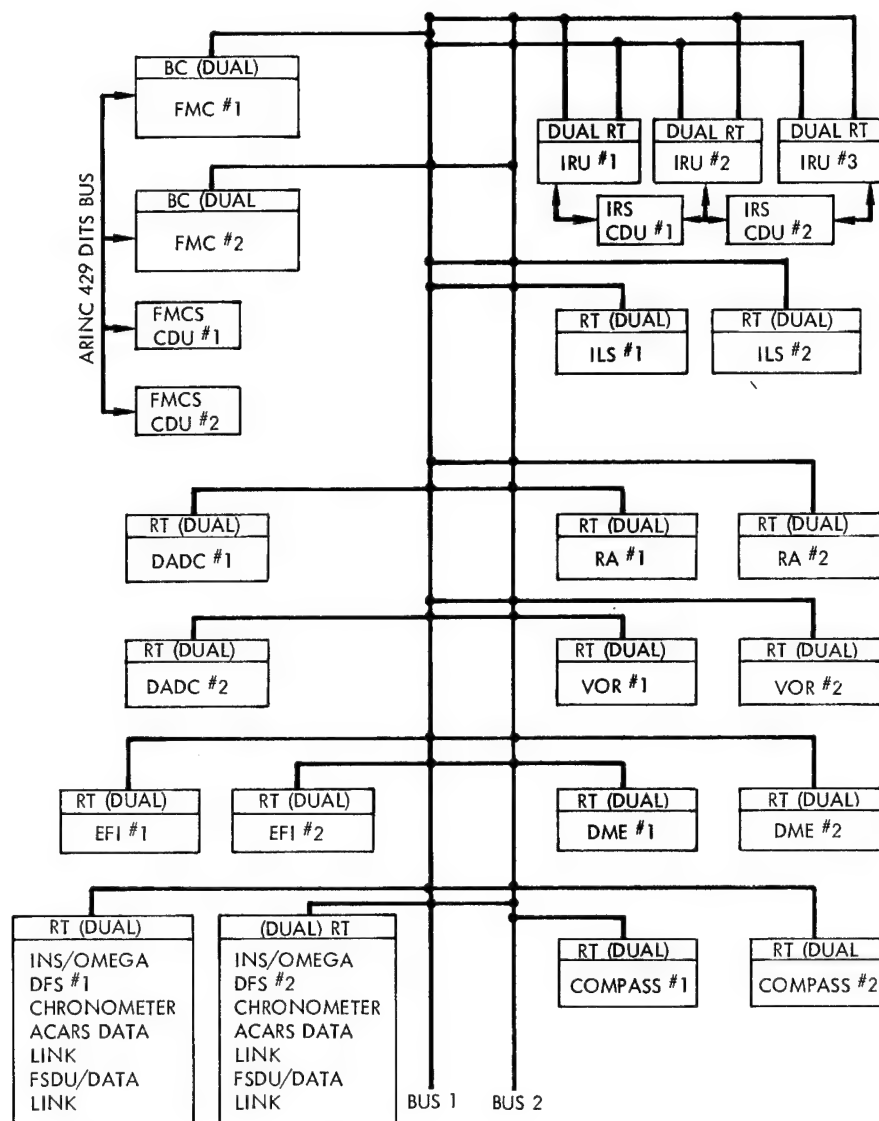 BC (DUAL)
FMC #1
BC (DUAL
FMC #2
ARINC 429 DITS BUS
FMCS
CDU #1
FMCS
CDU #2
DUAL RT
IRU #1
DUAL RT
IRU #2
DUAL RT
IRU #3
IRS
CDU #1
IRS
CDU #2
RT (DUAL)
ILS #1
RT (DUAL)
ILS #2
RT (DUAL)
DADC #1
RT (DUAL)
RA #1
RT (DUAL)
RA #2
RT (DUAL)
DADC #2
RT (DUAL)
VOR #1
RT (DUAL)
VOR #2
RT (DUAL)
EFI #1
RT (DUAL)
EFI #2
RT (DUAL)
DME #1
RT (DUAL)
DME #2
RT (DUAL)
INS/OMEGA
DFS #1
CHRONOMETER
ACARS DATA
LINK
FSDU/DATA
LINK
(DUAL) RT
INS/OMEGA
DFS #2
CHRONOMETER
ACARS DATA
LINK
FSDU/DATA
LINK
RT (DUAL)
COMPASS #1
RT (DUAL
COMPASS #2
BUS 1
BUS 2